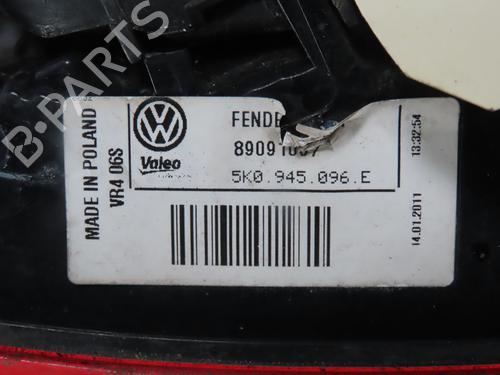 B-PARTS
MADE IN POLAND
VR4 06S
Valeo
FENDE
5K0.945.096.E
13:32:54
14.01.2011